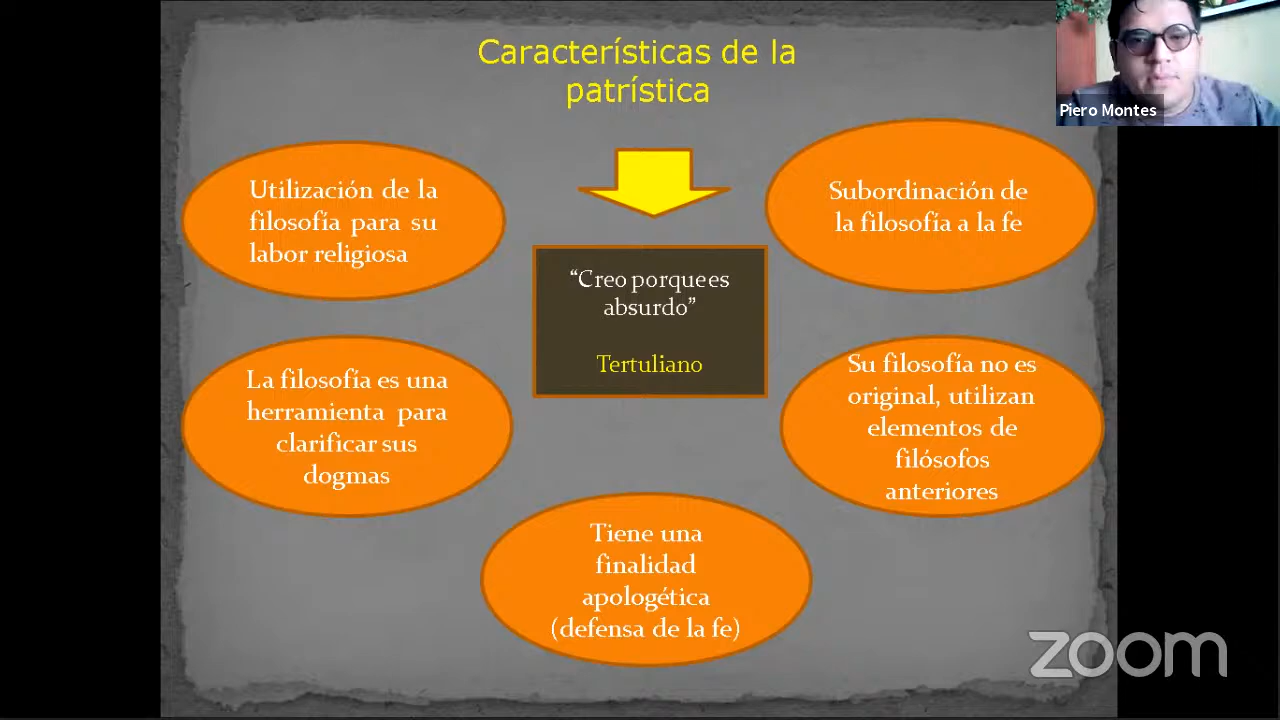 Características de la
patrística
Piero Montes
Utilización de la
filosofía para su
labor religiosa
Subordinación de
la filosofía a la fe
“Creo porque es
absurdo”
Tertuliano
La filosofía es una
herramienta para
clarificar sus
dogmas
Su filosofía no es
original, utilizan
elementos de
filósofos
anteriores
Tiene una
finalidad
apologética
(defensa de la fe)
zoom